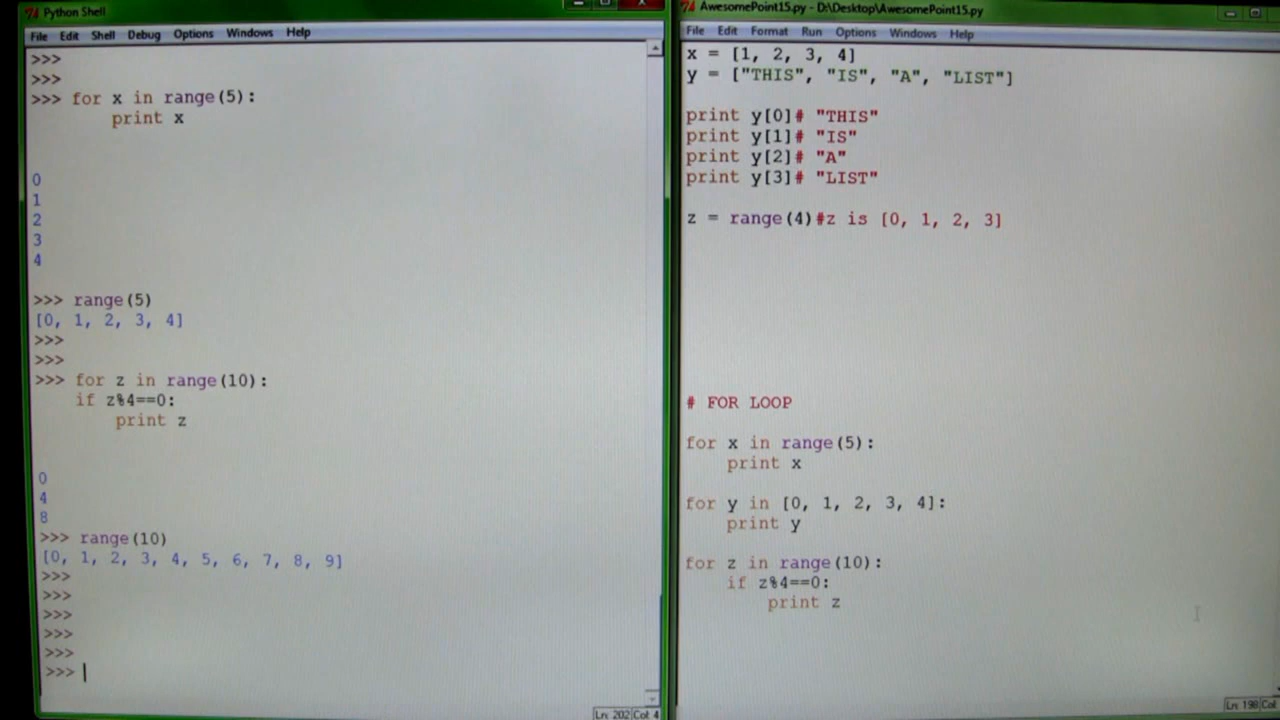 Python Shell
File Edit Shell Debug Options Windows Help
>>>
>>>
>>> for x in range(5):
print x
0
1
2
3
4
>>> range(5)
[0, 1, 2, 3, 4]
>>>
>>>
>>> for z in range(10):
if z%4==0:
print z
0
4
8
>>> range(10)
[0, 1, 2, 3, 4, 5, 6, 7, 8, 9]
>>>
>>>
>>>
>>>
>>>
>>>
Ln: 202 Col: 4
AwesomePoint15.py - D:\Desktop\AwesomePoint15.py
File Edit Format Run Options Windows Help
x = [1, 2, 3, 4]
y = ["THIS", "IS", "A", "LIST"]
print y[0]# "THIS"
print y[1]# "IS"
print y[2]# "A"
print y[3]# "LIST"
z = range(4)#z is [0, 1, 2, 3]
# FOR LOOP
for x in range(5):
print x
for y in [0, 1, 2, 3, 4]:
print y
for z in range(10):
if z%4==0:
print z
Ln: 198 Col: 4